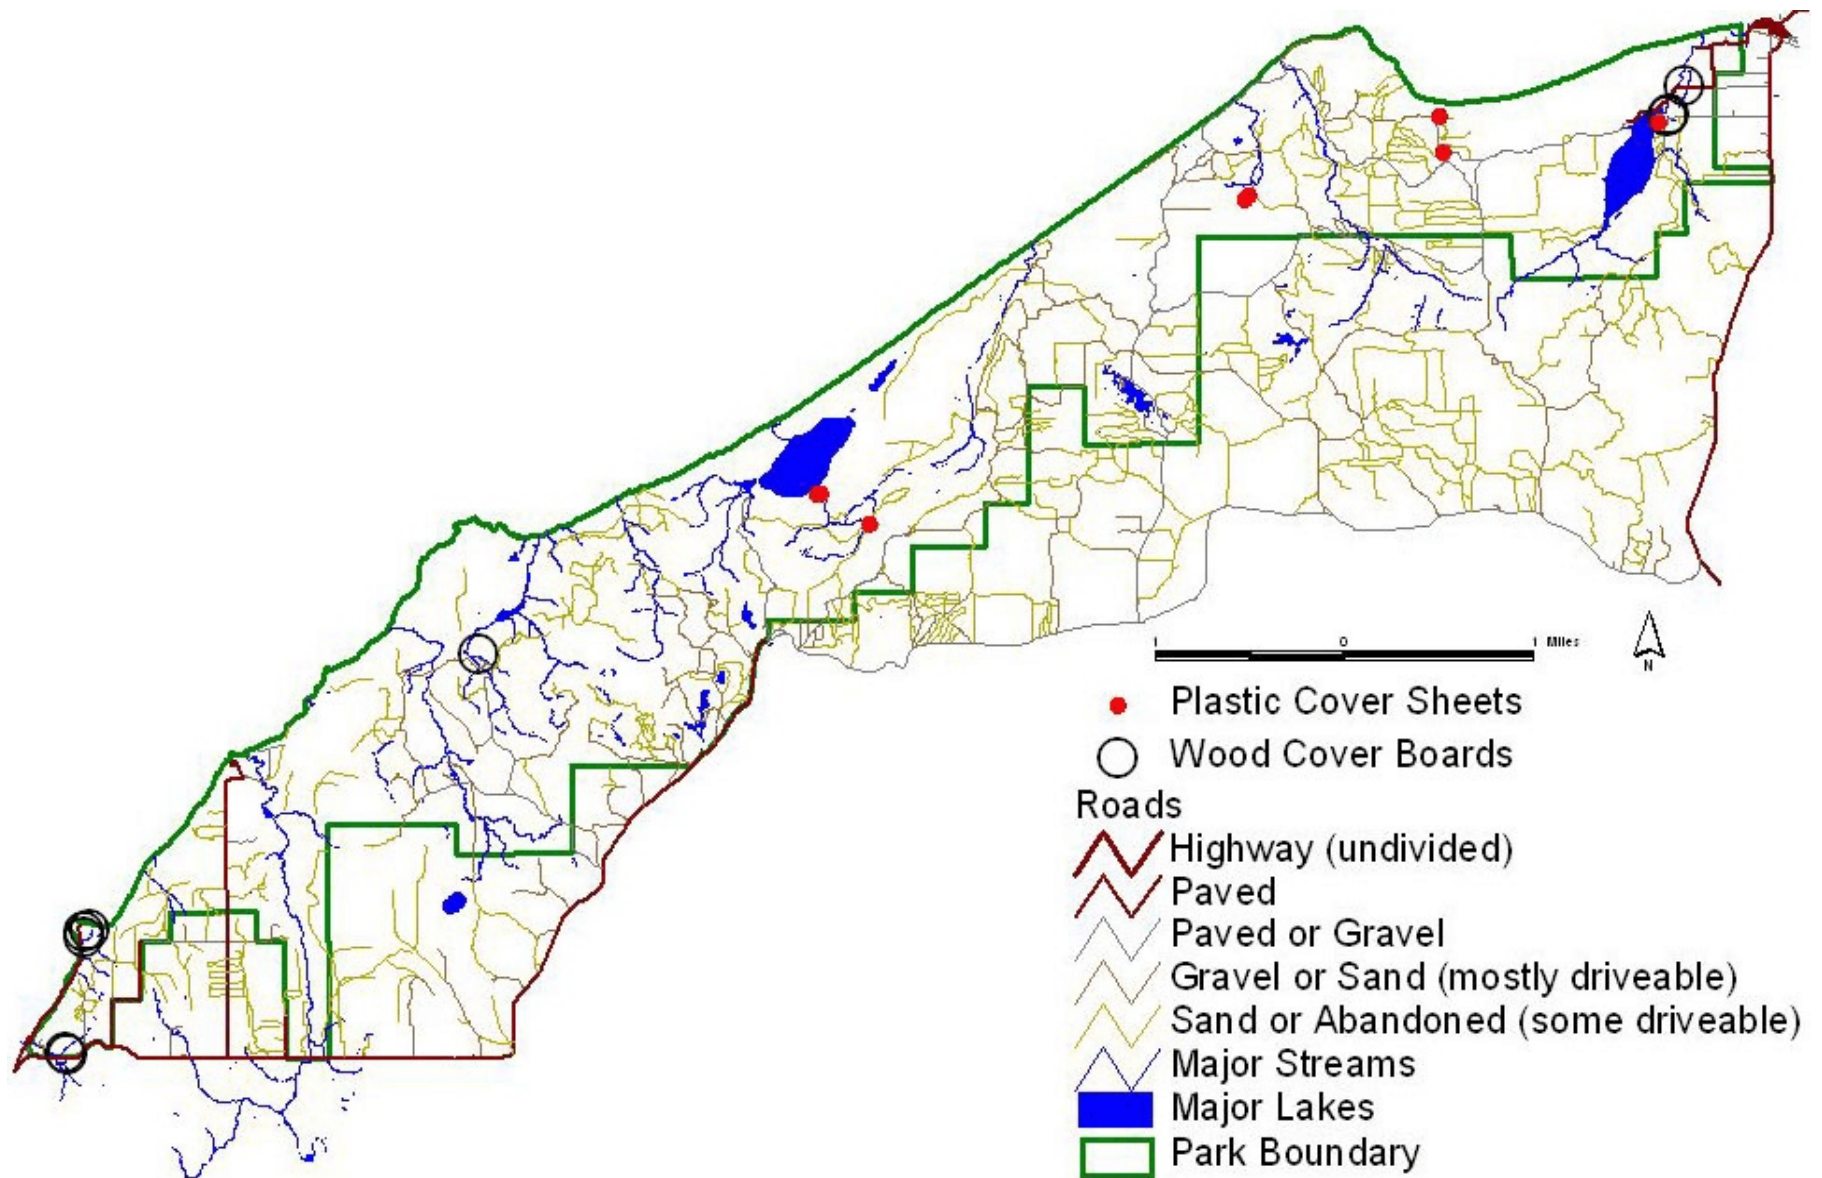 1 0 1 Miles
N
Plastic Cover Sheets
Wood Cover Boards
Roads
Highway (undivided)
Paved
Paved or Gravel
Gravel or Sand (mostly driveable)
Sand or Abandoned (some driveable)
Major Streams
Major Lakes
Park Boundary